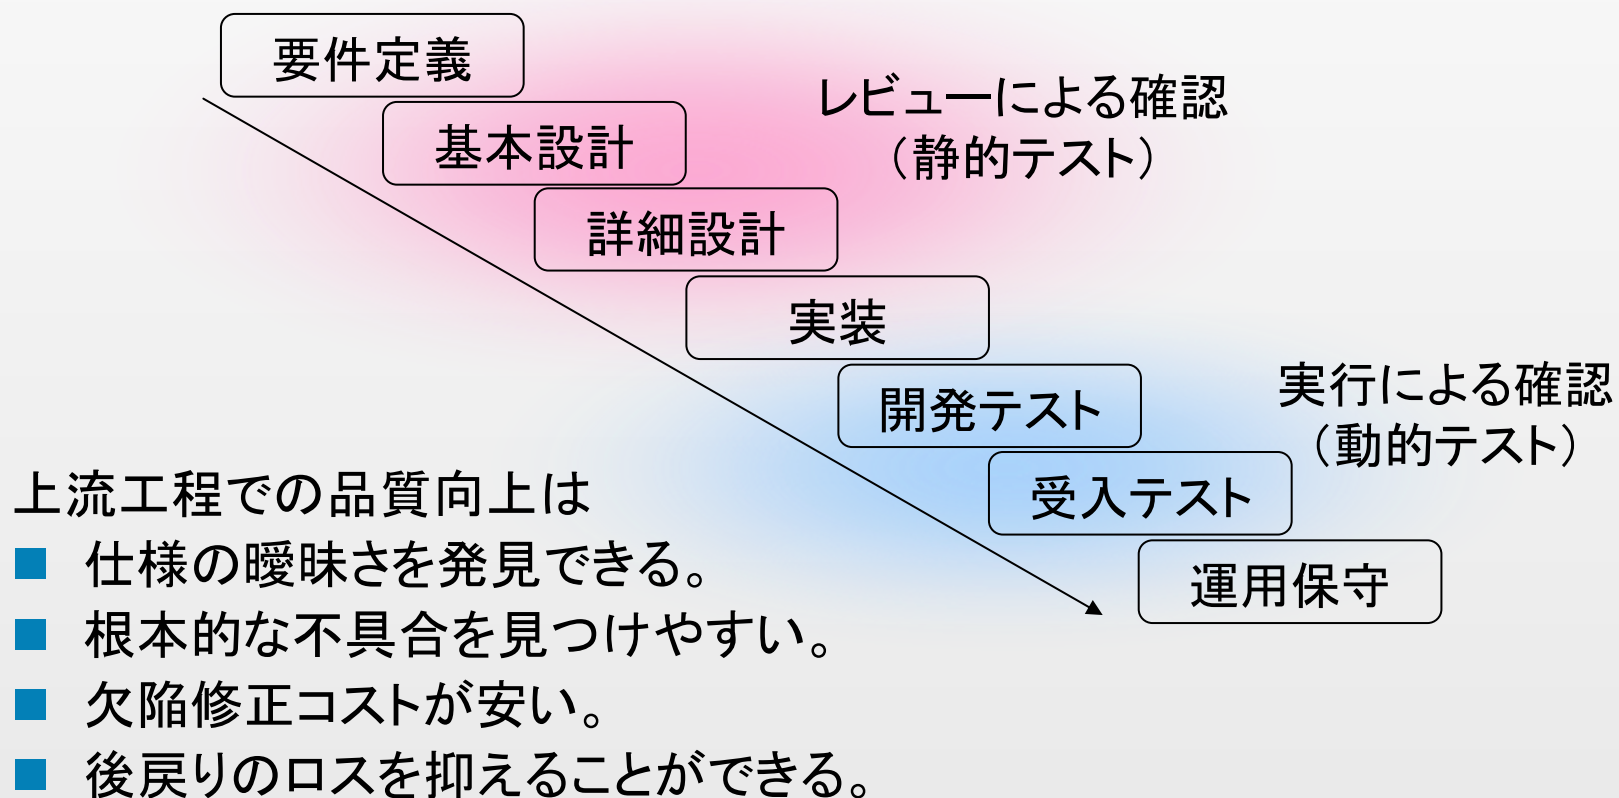 要件定義
基本設計
詳細設計
実装
開発テスト
受入テスト
運用保守
レビューによる確認
（静的テスト）
実行による確認
（動的テスト）
上流工程での品質向上は
仕様の曖昧さを発見できる。
根本的な不具合を見つけやすい。
欠陥修正コストが安い。
後戻りのロスを抑えることができる。